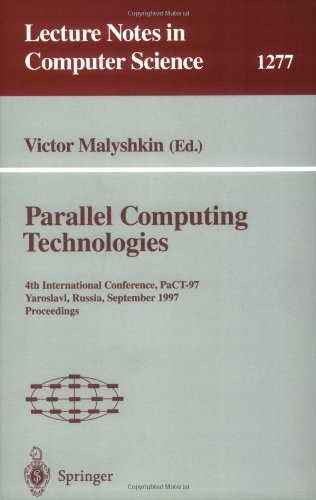 Lecture Notes in
Computer Science 1277
Victor Malyshkin (Ed.)
Parallel Computing
Technologies
4th International Conference, PaCT-97
Yaroslavl, Russia, September 1997
Proceedings
Springer